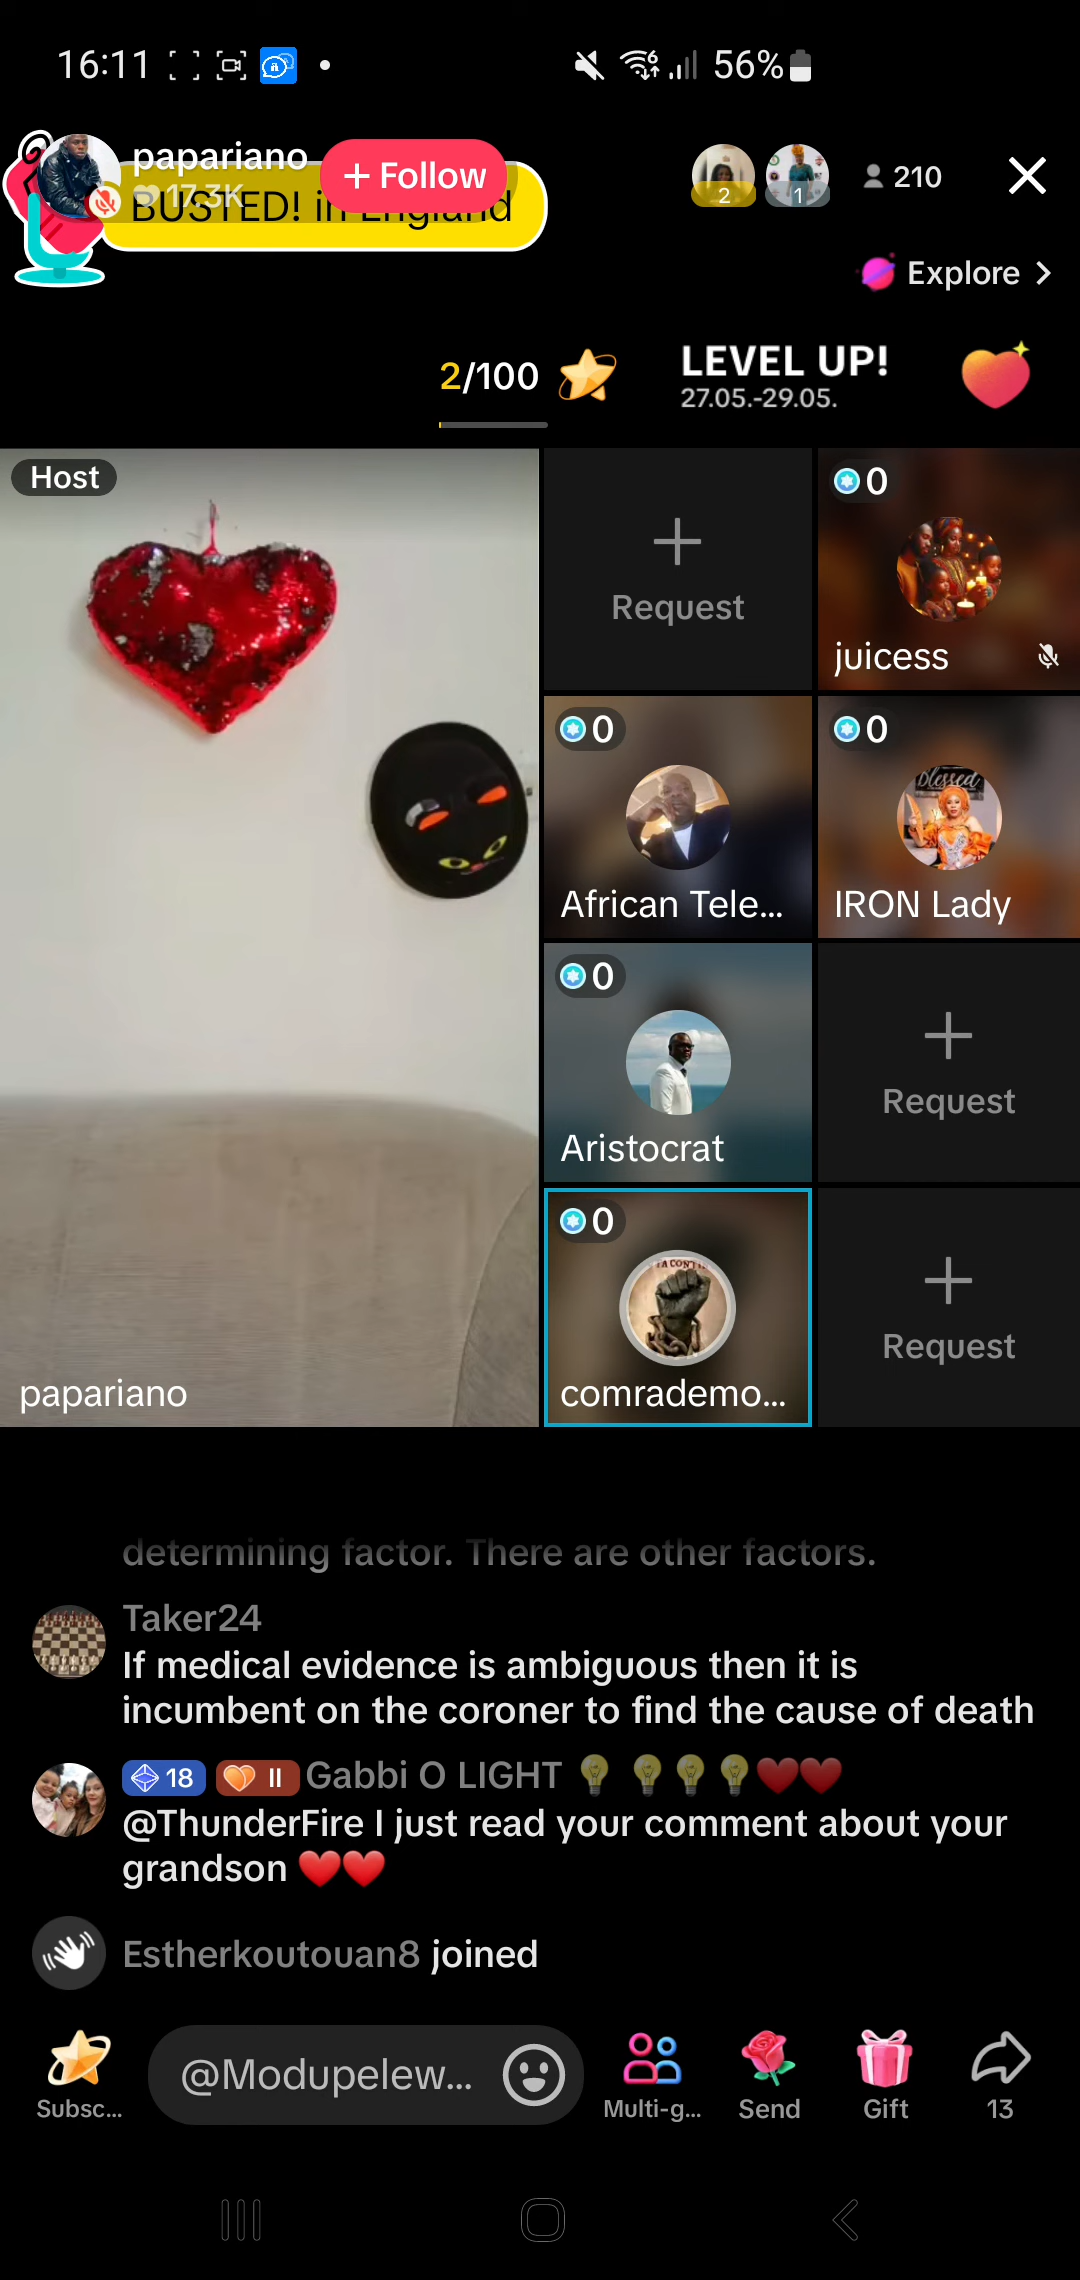 16:11
56%
papariano
17.3K
+ Follow
BUSTED! in England
2
1
210
Explore
2/100
LEVEL UP!
27.05.-29.05.
Host
Request
0
juicess
0
African Tele...
0
IRON Lady
Blessed
0
Aristocrat
Request
0
comrademo...
Request
papariano
determining factor. There are other factors.
Taker24
If medical evidence is ambiguous then it is
incumbent on the coroner to find the cause of death
18 II Gabbi O LIGHT 💡 💡💡💡❤️❤️
@ThunderFire I just read your comment about your
grandson ❤️❤️
Estherkoutouan8 joined
@Modupelew...
Subsc...
Multi-g...
Send
Gift
13